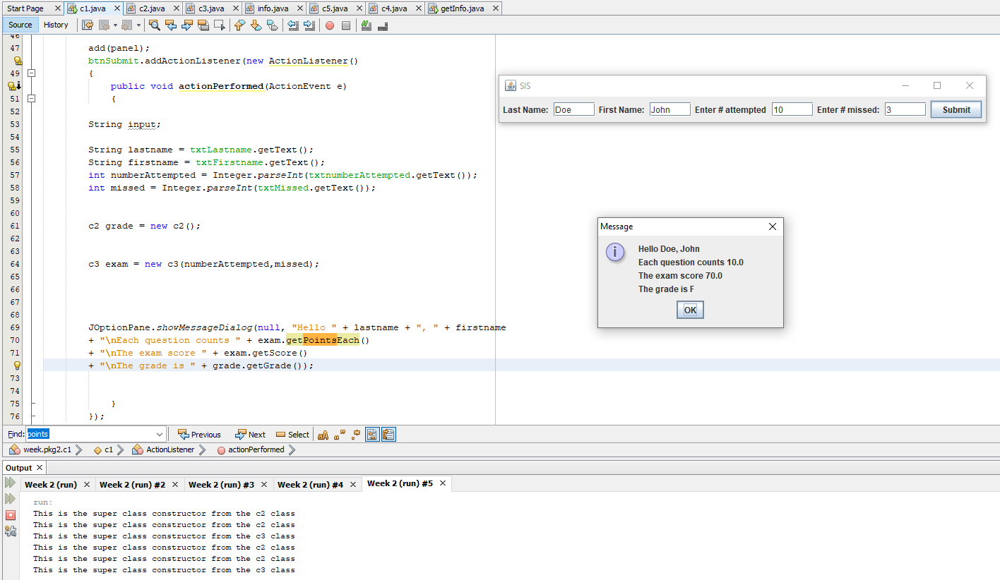 Start Page c1.java c2.java c3.java info.java c5.java c4.java getInfo.java
Source History
46
47 add(panel);
btnSubmit.addActionListener(new ActionListener()
49 {
public void actionPerformed(ActionEvent e)
51 {
52
53 String input;
54
55 String lastname = txtLastname.getText();
56 String firstname = txtFirstname.getText();
57 int numberAttempted = Integer.parseInt(txtnumberAttempted.getText());
58 int missed = Integer.parseInt(txtMissed.getText());
59
60
61 c2 grade = new c2();
62
63
64 c3 exam = new c3(numberAttempted,missed);
65
66
67
68
69 JOptionPane.showMessageDialog(null, "Hello " + lastname + ", " + firstname
70 + "\nEach question counts " + exam.getPointsEach()
71 + "\nThe exam score " + exam.getScore()
+ "\nThe grade is " + grade.getGrade());
73
74
75 }
76 });
SIS
Last Name: Doe First Name: John Enter # attempted 10 Enter # missed: 3 Submit
Message
Hello Doe, John
Each question counts 10.0
The exam score 70.0
The grade is F
OK
Find: points Previous Next Select
week.pkg2.c1 c1 ActionListener actionPerformed
Output
Week 2 (run) Week 2 (run) #2 Week 2 (run) #3 Week 2 (run) #4 Week 2 (run) #5
run:
This is the super class constructor from the c2 class
This is the super class constructor from the c2 class
This is the super class constructor from the c3 class
This is the super class constructor from the c2 class
This is the super class constructor from the c2 class
This is the super class constructor from the c3 class